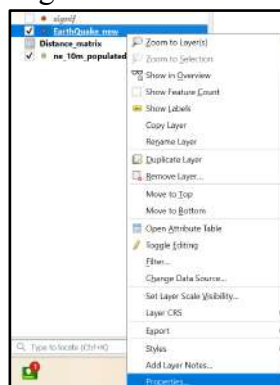 signif
EarthQuake_new
Distance_matrix
ne_10m_populated
Zoom to Layer(s)
Zoom to Selection
Show in Overview
Show Feature Count
Show Labels
Copy Layer
Rename Layer
Duplicate Layer
Remove Layer...
Move to Top
Move to Bottom
Open Attribute Table
Toggle Editing
Filter...
Change Data Source...
Set Layer Scale Visibility...
Layer CRS
Export
Styles
Add Layer Notes...
Properties...
Type to locate (Ctrl+K)